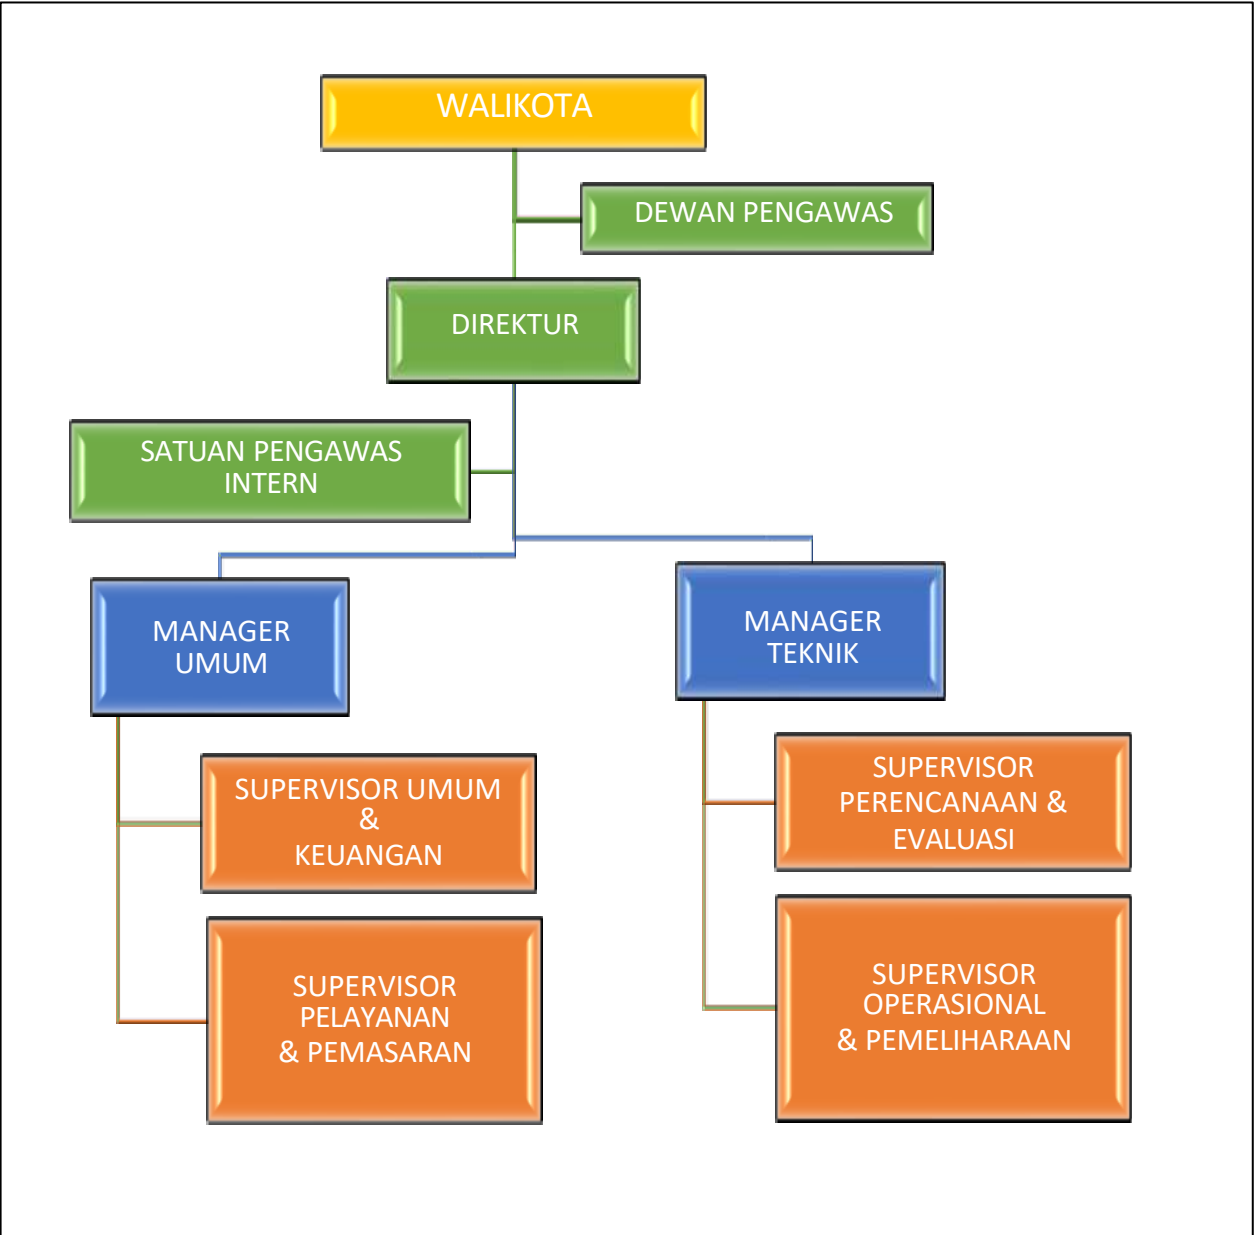 WALIKOTA
DEWAN PENGAWAS
DIREKTUR
SATUAN PENGAWAS
INTERN
MANAGER
UMUM
MANAGER
TEKNIK
SUPERVISOR UMUM
&
KEUANGAN
SUPERVISOR
PERENCANAAN &
EVALUASI
SUPERVISOR
PELAYANAN
& PEMASARAN
SUPERVISOR
OPERASIONAL
& PEMELIHARAAN